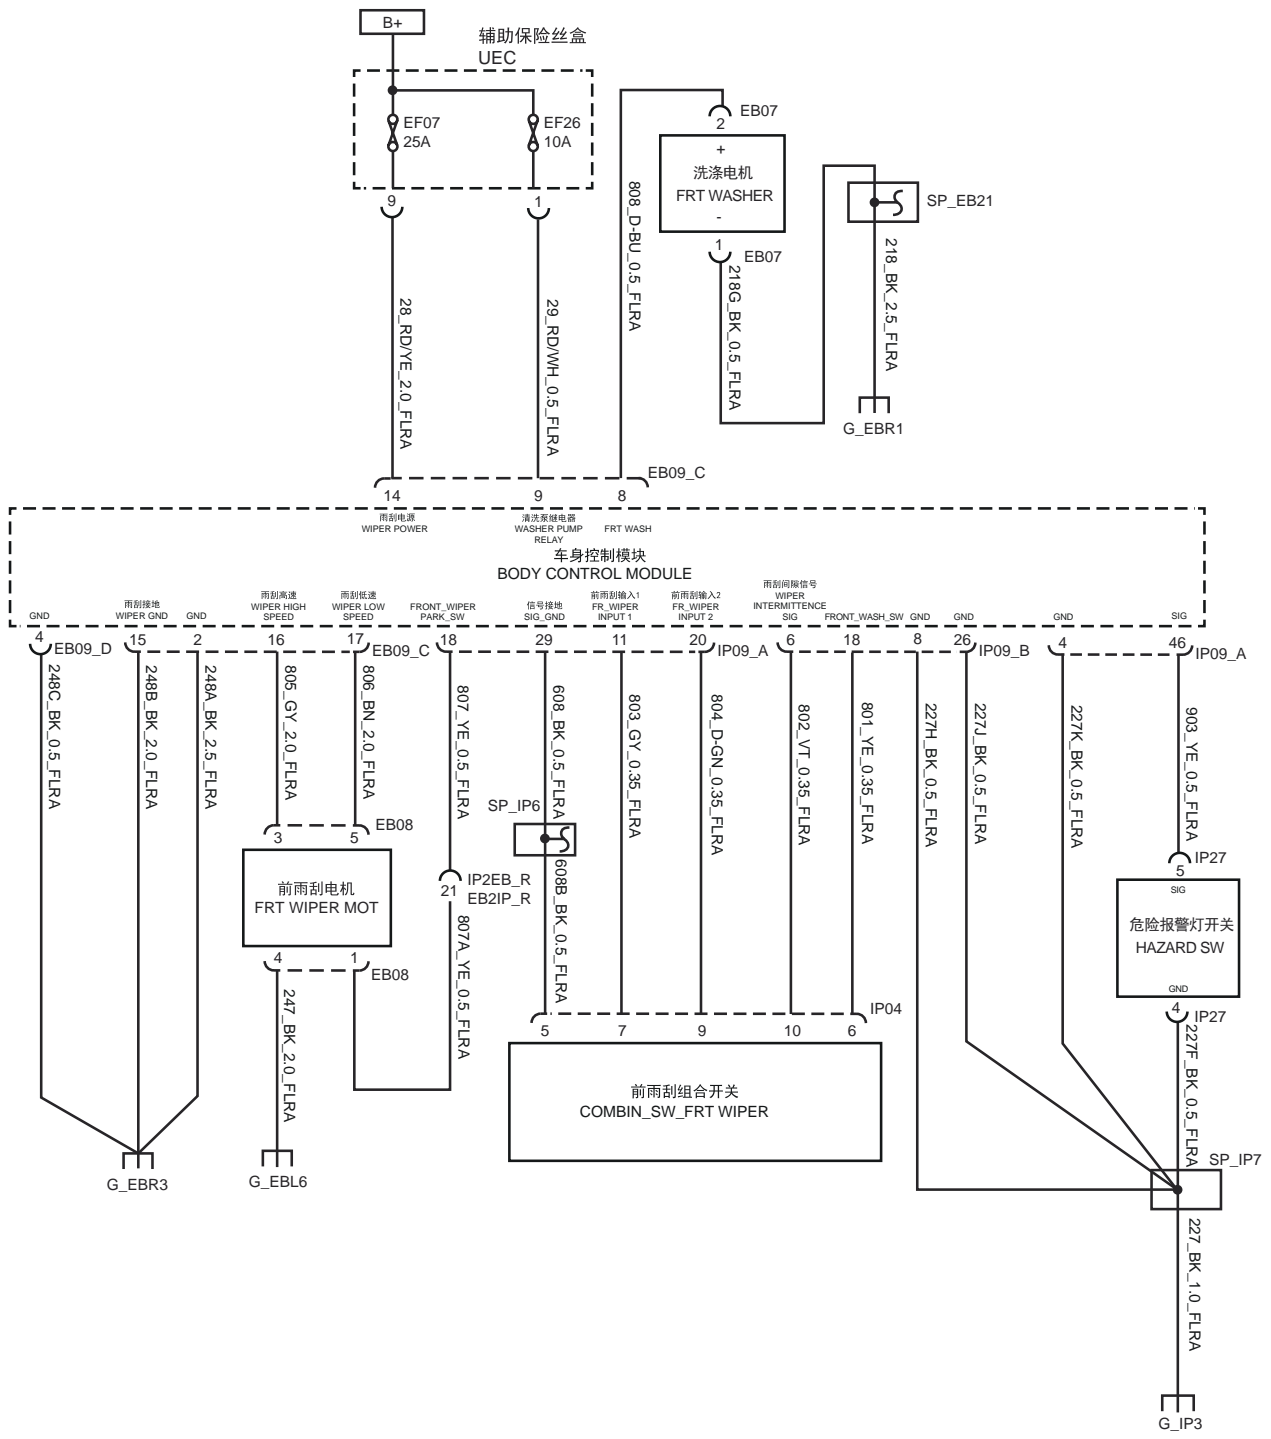 B+
辅助保险丝盒
UEC
EF07
25A
EF26
10A
9
1
EB07
2
+
洗涤电机
FRT WASHER
-
1
EB07
SP_EB21
808_D-BU_0.5_FLRA
218G_BK_0.5_FLRA
218_BK_2.5_FLRA
28_RD/YE_2.0_FLRA
29_RD/WH_0.5_FLRA
G_EBR1
EB09_C
14
9
8
雨刮电源
WIPER POWER
清洗泵继电器
WASHER PUMP
RELAY
FRT WASH
车身控制模块
BODY CONTROL MODULE
GND
雨刮接地
WIPER GND
GND
雨刮高速
WIPER HIGH
SPEED
雨刮低速
WIPER LOW
SPEED
FRONT_WIPER
PARK_SW
信号接地
SIG_GND
前雨刮输入1
FR_WIPER
INPUT 1
前雨刮输入2
FR_WIPER
INPUT 2
雨刮间隙信号
WIPER
INTERMITTENCE
SIG
FRONT_WASH_SW
GND
GND
GND
SIG
4
EB09_D
15
2
16
17
EB09_C
18
29
11
20
IP09_A
6
18
8
26
IP09_B
4
46
IP09_A
248C_BK_0.5_FLRA
248B_BK_2.0_FLRA
248A_BK_2.5_FLRA
805_GY_2.0_FLRA
806_BN_2.0_FLRA
807_YE_0.5_FLRA
608_BK_0.5_FLRA
803_GY_0.35_FLRA
804_D-GN_0.35_FLRA
802_VT_0.35_FLRA
801_YE_0.35_FLRA
227H_BK_0.5_FLRA
227J_BK_0.5_FLRA
227K_BK_0.5_FLRA
903_YE_0.5_FLRA
SP_IP6
3
5
EB08
前雨刮电机
FRT WIPER MOT
4
1
EB08
21
IP2EB_R
EB2IP_R
608B_BK_0.5_FLRA
807A_YE_0.5_FLRA
247_BK_2.0_FLRA
IP27
5
SIG
危险报警灯开关
HAZARD SW
GND
4
IP27
227F_BK_0.5_FLRA
IP04
5
7
9
10
6
前雨刮组合开关
COMBIN_SW_FRT WIPER
G_EBR3
G_EBL6
SP_IP7
227_BK_1.0_FLRA
G_IP3